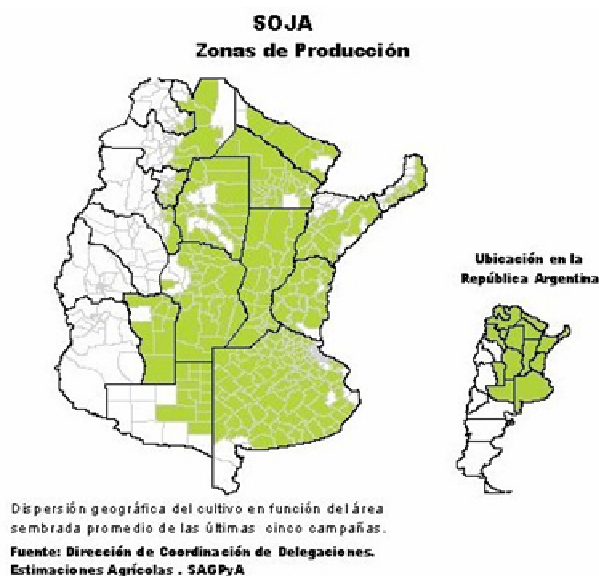 SOJA
Zonas de Producción
Ubicación en la
República Argentina
Dispersión geográfica del cultivo en función del área
sembrada promedio de las últimas cinco campañas.
Fuente: Dirección de Coordinación de Delegaciones.
Estimaciones Agrícolas . SAGPyA